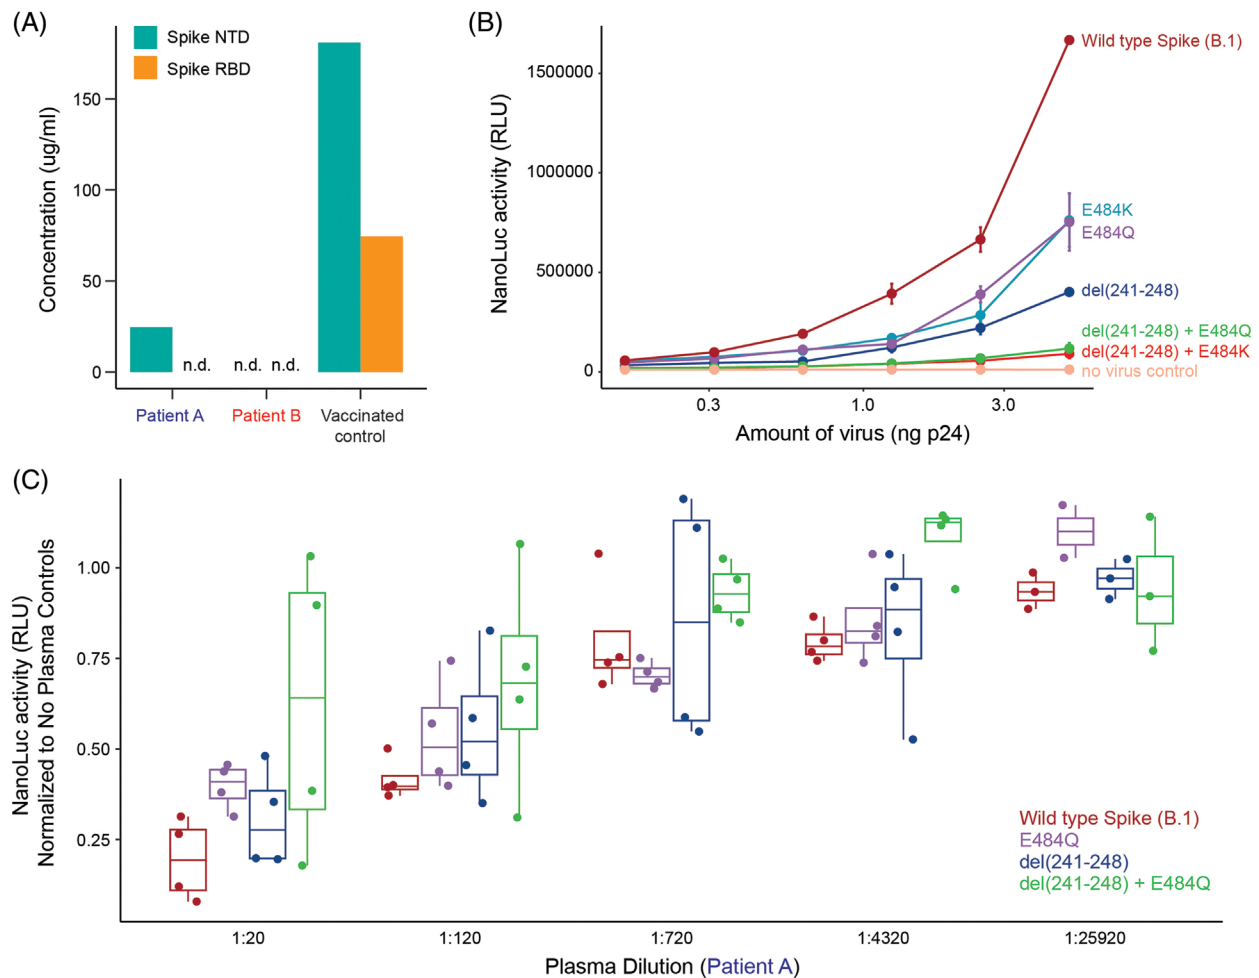 (A)
Spike NTD
Spike RBD
Concentration (ug/ml)
150
100
50
0
n.d.
n.d.
n.d.
Patient A
Patient B
Vaccinated
control
(B)
NanoLuc activity (RLU)
1500000
1000000
500000
0
Wild type Spike (B.1)
E484K
E484Q
del(241-248)
del(241-248) + E484Q
del(241-248) + E484K
no virus control
0.3
1.0
3.0
Amount of virus (ng p24)
(C)
NanoLuc activity (RLU)
Normalized to No Plasma Controls
1.00
0.75
0.50
0.25
Wild type Spike (B.1)
E484Q
del(241-248)
del(241-248) + E484Q
1:20
1:120
1:720
1:4320
1:25920
Plasma Dilution (Patient A)